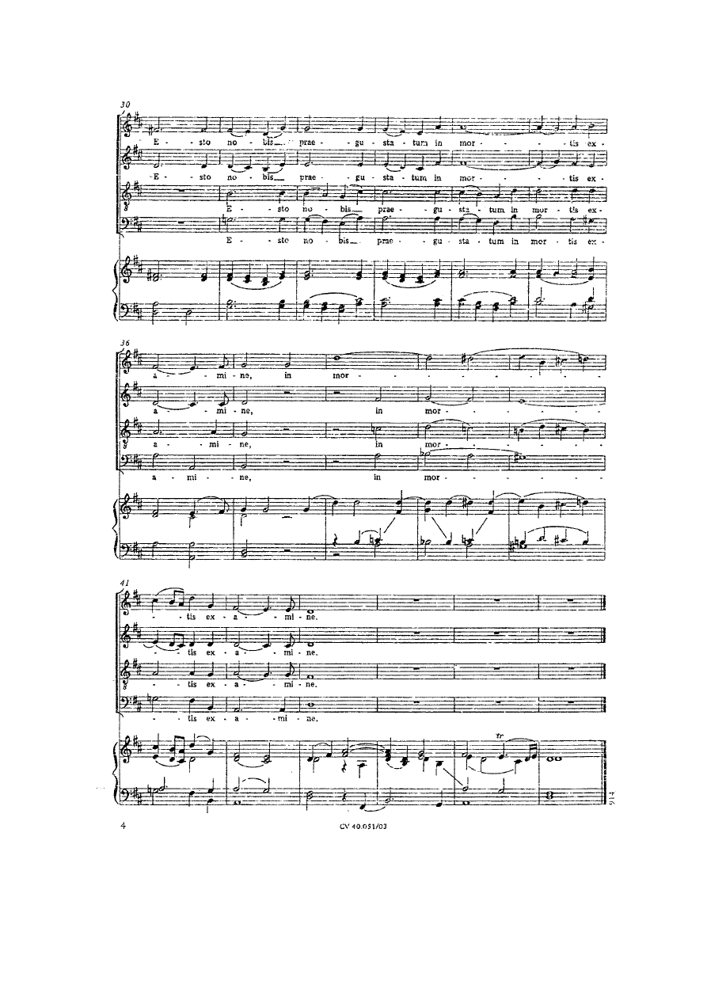 30
E - sto no - bis prae - gu - sta - tum in mor - tis ex -
E - sto no - bis prae - gu - sta - tum in mor - tis ex -
E - sto no - bis prae - gu - sta - tum in mor - tis ex -
E - sto no - bis prae - gu - sta - tum in mor - tis ex -
36
a - mi - ne, in mor -
a - mi - ne, in mor -
a - mi - ne, in mor -
a - mi - ne, in mor -
41
- tis ex - a - mi - ne.
- tis ex - a - mi - ne.
- tis ex - a - mi - ne.
- tis ex - a - mi - ne.
tr
914
4 CV 40.051/03